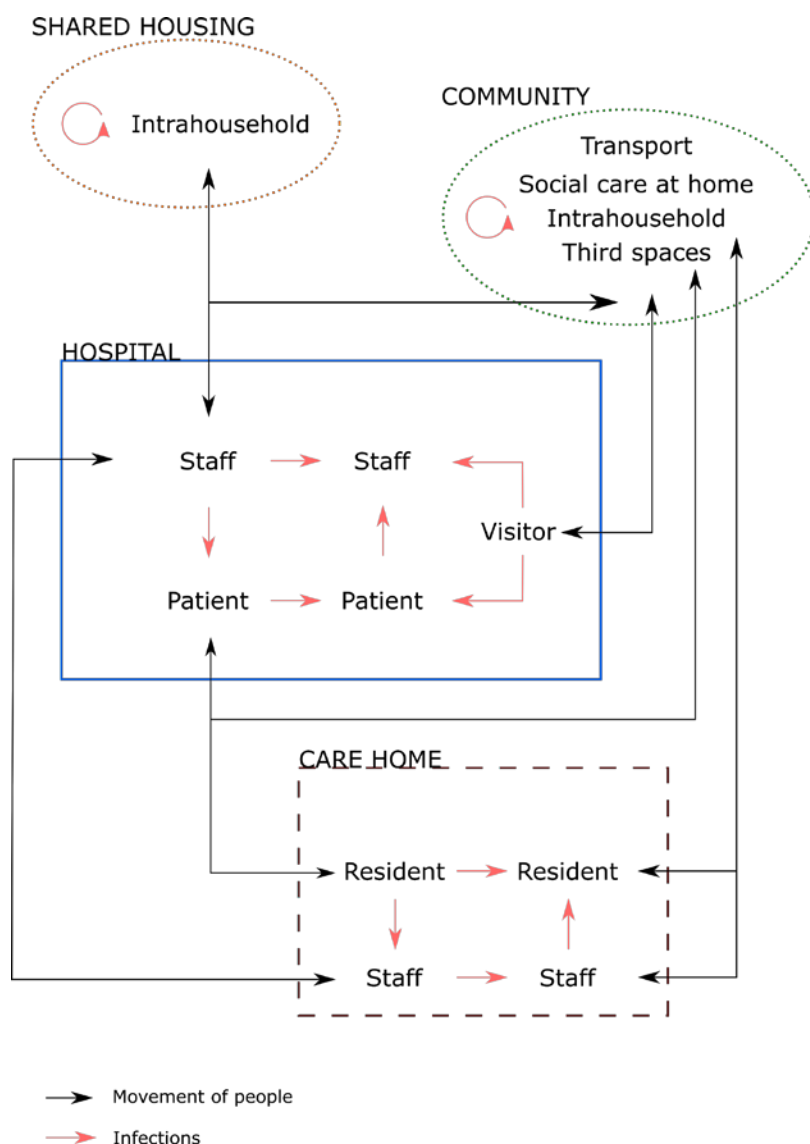 SHARED HOUSING
Intrahousehold
COMMUNITY
Transport
Social care at home
Intrahousehold
Third spaces
HOSPITAL
Staff
Staff
Visitor
Patient
Patient
CARE HOME
Resident
Resident
Staff
Staff
Movement of people
Infections